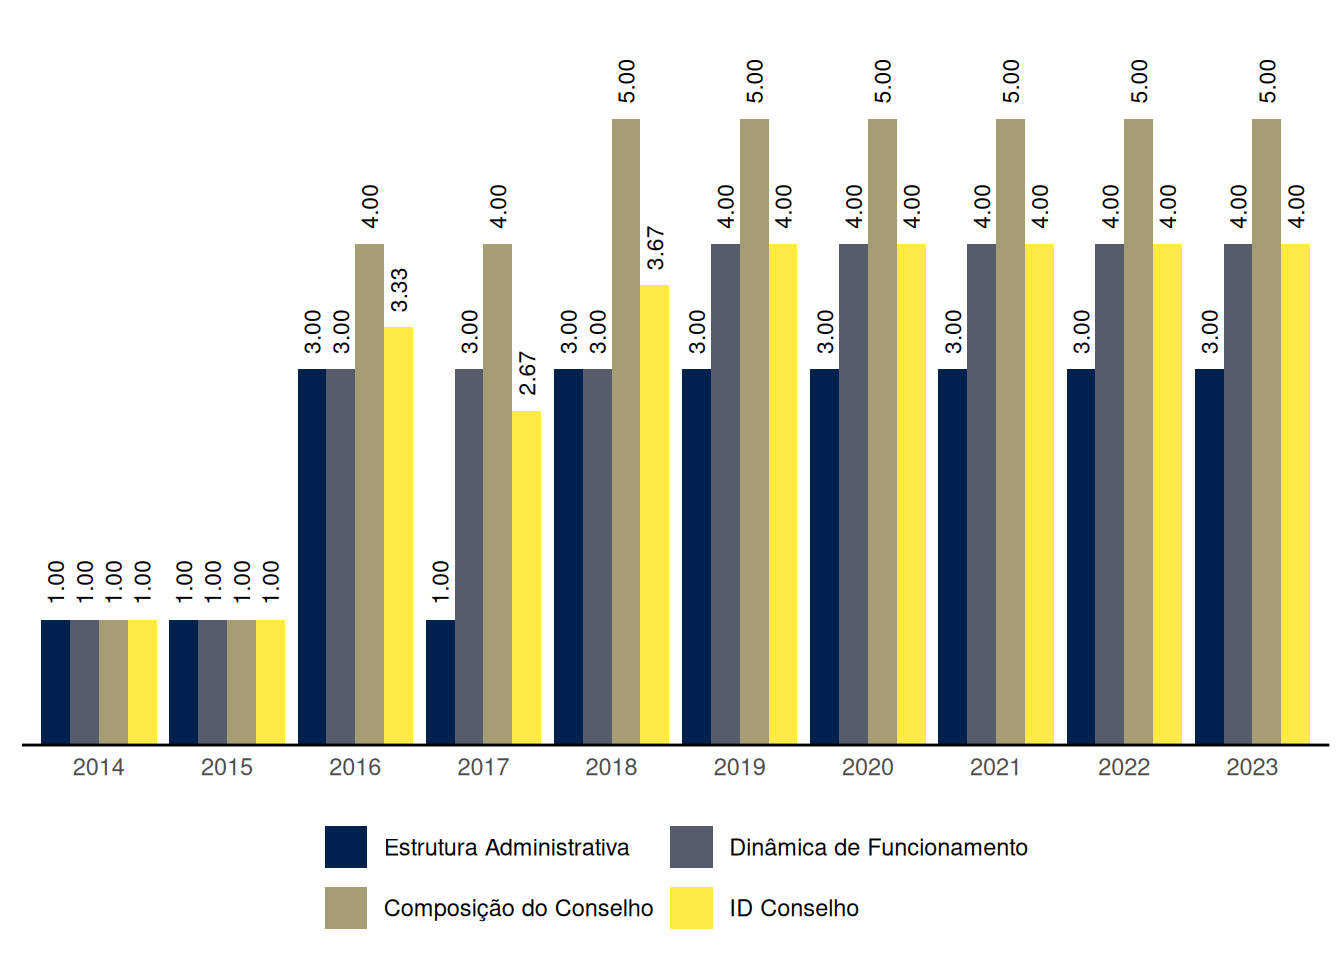 5.00 5.00 5.00 5.00 5.00 5.00
4.00 4.00 4.00 4.00 4.00 4.00 4.00 4.00 4.00 4.00 4.00 4.00
3.67
3.33
3.00 3.00 3.00 3.00 3.00 3.00 3.00 3.00 3.00 3.00
2.67
1.00 1.00 1.00 1.00 1.00 1.00 1.00 1.00 1.00
2014 2015 2016 2017 2018 2019 2020 2021 2022 2023
Estrutura Administrativa Dinâmica de Funcionamento
Composição do Conselho ID Conselho